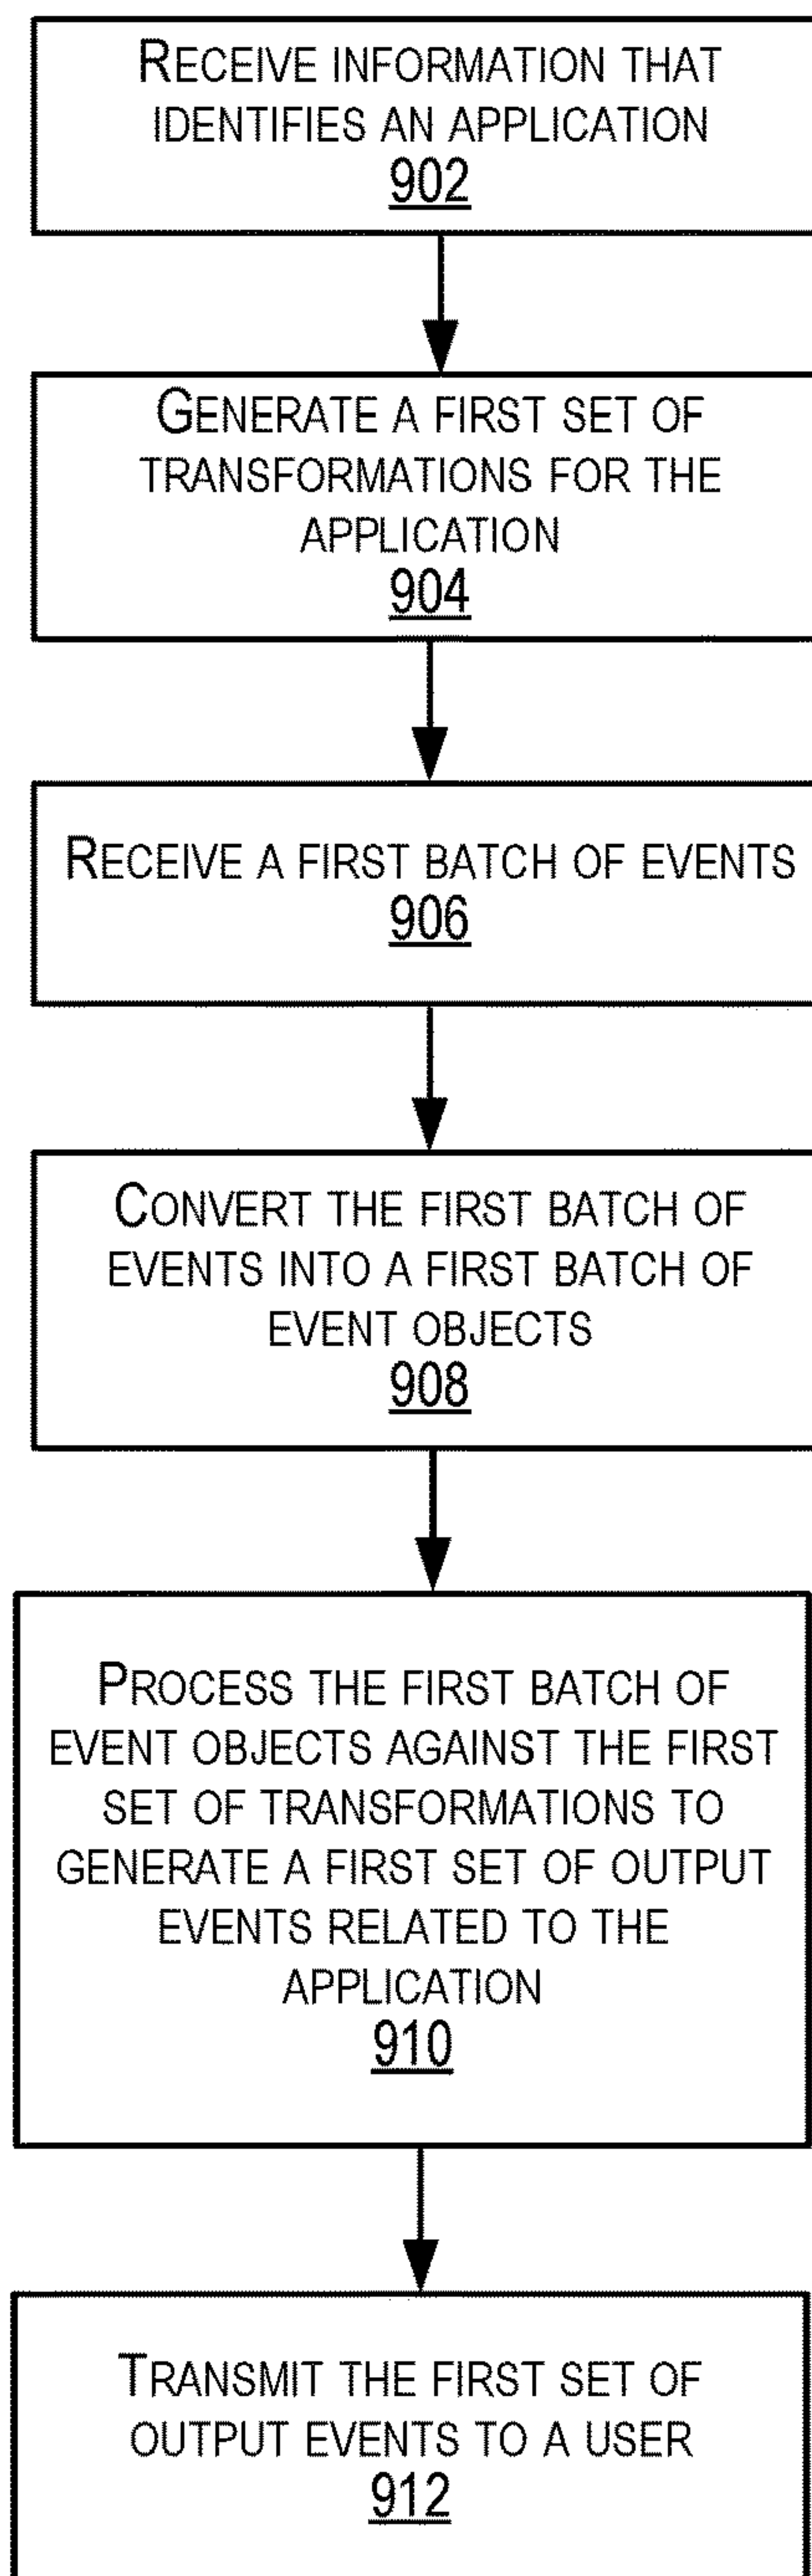 RECEIVE INFORMATION THAT
IDENTIFIES AN APPLICATION
902
GENERATE A FIRST SET OF
TRANSFORMATIONS FOR THE
APPLICATION
904
RECEIVE A FIRST BATCH OF EVENTS
906
CONVERT THE FIRST BATCH OF
EVENTS INTO A FIRST BATCH OF
EVENT OBJECTS
908
PROCESS THE FIRST BATCH OF
EVENT OBJECTS AGAINST THE FIRST
SET OF TRANSFORMATIONS TO
GENERATE A FIRST SET OF OUTPUT
EVENTS RELATED TO THE
APPLICATION
910
TRANSMIT THE FIRST SET OF
OUTPUT EVENTS TO A USER
912